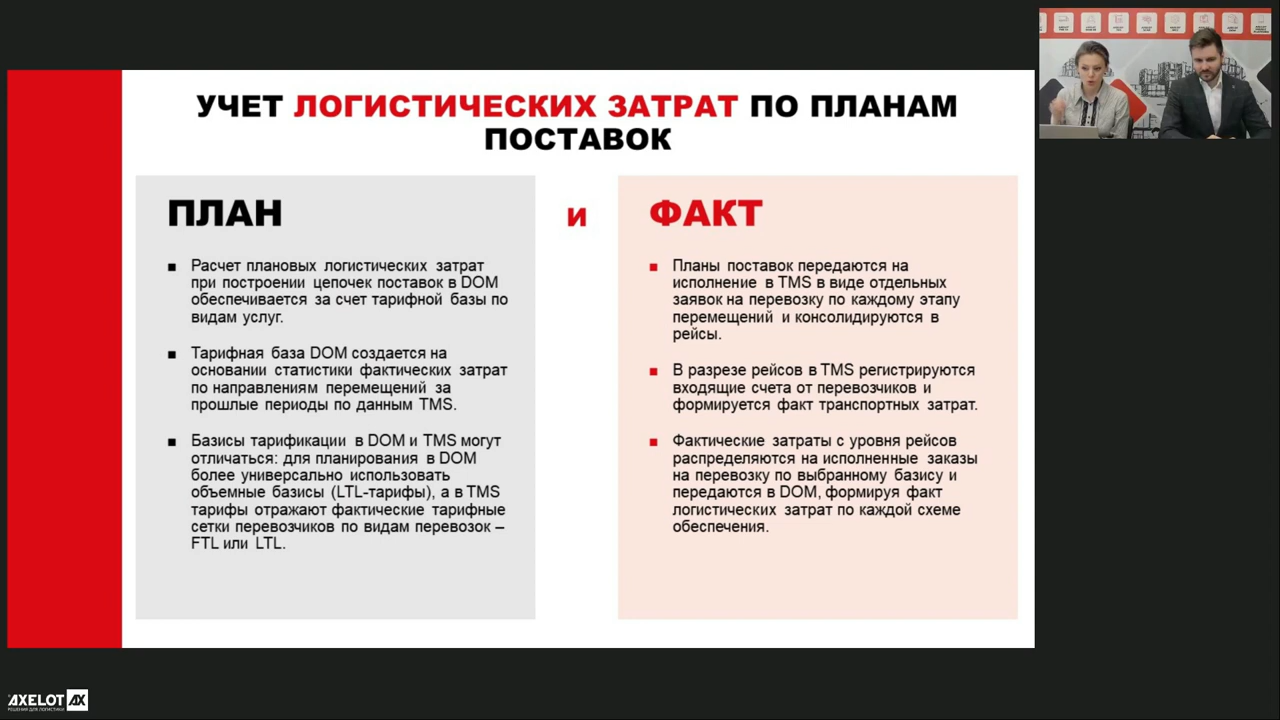 УЧЕТ ЛОГИСТИЧЕСКИХ ЗАТРАТ ПО ПЛАНАМ
ПОСТАВОК
ПЛАН
Расчет плановых логистических затрат
при построении цепочек поставок в DOM
обеспечивается за счет тарифной базы по
видам услуг.
Тарифная база DOM создается на
основании статистики фактических затрат
по направлениям перемещений за
прошлые периоды по данным TMS.
Базисы тарификации в DOM и TMS могут
отличаться: для планирования в DOM
более универсально использовать
объемные базисы (LTL-тарифы), а в TMS
тарифы отражают фактические тарифные
сетки перевозчиков по видам перевозок –
FTL или LTL.
и
ФАКТ
Планы поставок передаются на
исполнение в TMS в виде отдельных
заявок на перевозку по каждому этапу
перемещений и консолидируются в
рейсы.
В разрезе рейсов в TMS регистрируются
входящие счета от перевозчиков и
формируется факт транспортных затрат.
Фактические затраты с уровня рейсов
распределяются на исполненные заказы
на перевозку по выбранному базису и
передаются в DOM, формируя факт
логистических затрат по каждой схеме
обеспечения.
AXELOT AX
РЕШЕНИЯ ДЛЯ ЛОГИСТИКИ